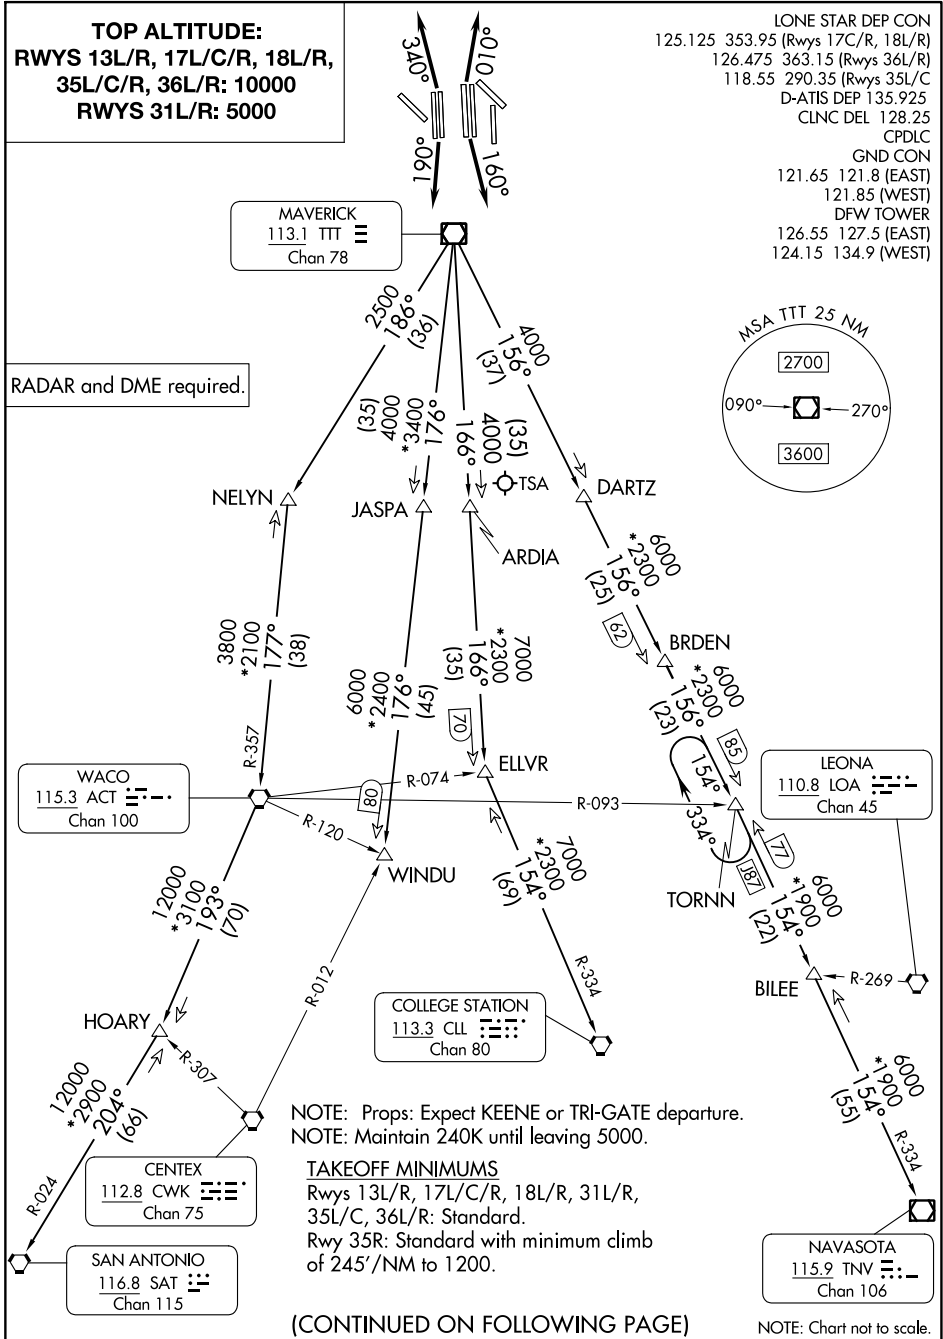 TOP ALTITUDE:
RWYS 13L/R, 17L/C/R, 18L/R,
35L/C/R, 36L/R: 10000
RWYS 31L/R: 5000
LONE STAR DEP CON
125.125 353.95 (Rwys 17C/R, 18L/R)
126.475 363.15 (Rwys 36L/R)
118.55 290.35 (Rwys 35L/C
D-ATIS DEP 135.925
CLNC DEL 128.25
CPDLC
GND CON
121.65 121.8 (EAST)
121.85 (WEST)
DFW TOWER
126.55 127.5 (EAST)
124.15 134.9 (WEST)
340°
010°
190°
160°
MAVERICK
113.1 TTT
Chan 78
RADAR and DME required.
MSA TTT 25 NM
2700
090°
270°
3600
2500
186°
(36)
(35)
4000
*3400
176°
(35)
4000
166°
4000
156°
(37)
TSA
NELYN
JASPA
ARDIA
DARTZ
3800
*2100
177°
(38)
R-357
6000
*2400
176°
(45)
80
7000
*2300
166°
(35)
70
6000
*2300
156°
(25)
62
BRDEN
6000
*2300
156°
(23)
85
154°
334°
J87
77
TORNN
WACO
115.3 ACT
Chan 100
R-074
ELLVR
R-093
R-120
WINDU
LEONA
110.8 LOA
Chan 45
12000
*3100
193°
(70)
R-012
7000
*2300
154°
(69)
R-334
6000
*1900
154°
(22)
BILEE
R-269
HOARY
R-307
COLLEGE STATION
113.3 CLL
Chan 80
12000
*2900
204°
(66)
R-024
6000
*1900
154°
(55)
R-334
CENTEX
112.8 CWK
Chan 75
SAN ANTONIO
116.8 SAT
Chan 115
NOTE: Props: Expect KEENE or TRI-GATE departure.
NOTE: Maintain 240K until leaving 5000.
TAKEOFF MINIMUMS
Rwys 13L/R, 17L/C/R, 18L/R, 31L/R,
35L/C, 36L/R: Standard.
Rwy 35R: Standard with minimum climb
of 245'/NM to 1200.
NAVASOTA
115.9 TNV
Chan 106
(CONTINUED ON FOLLOWING PAGE)
NOTE: Chart not to scale.